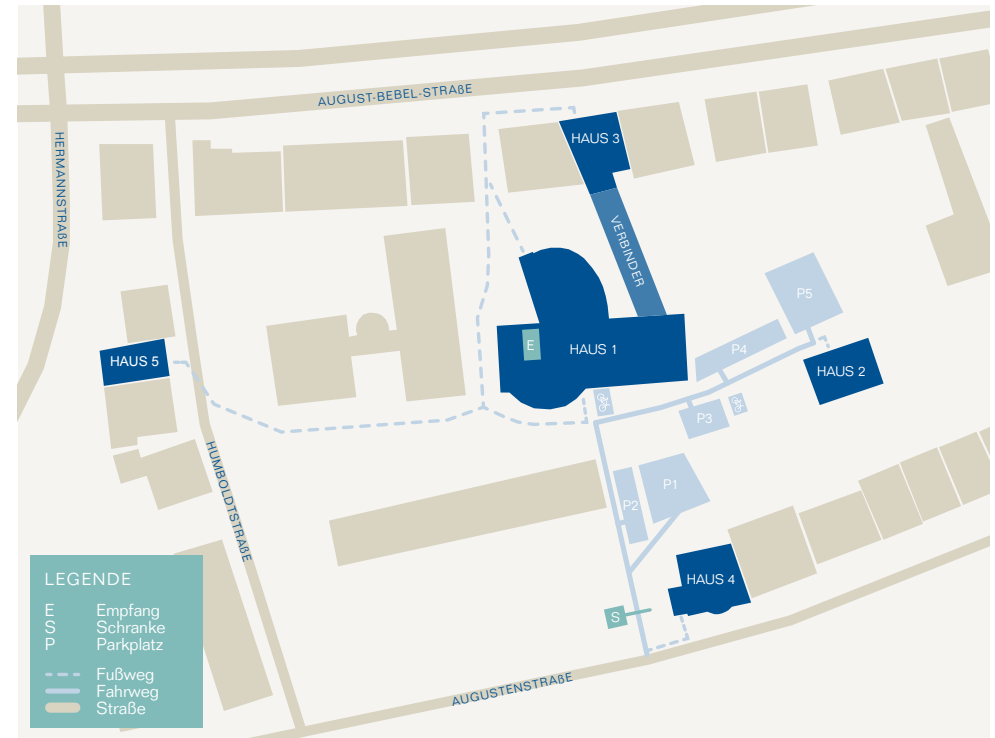 AUGUST-BEBEL-STRAßE
HERMANNSTRAßE
HAUS 3
VERBINDER
P5
E
HAUS 1
P4
HAUS 5
HAUS 2
P3
HUMBOLDTSTRAßE
P1
P2
HAUS 4
S
AUGUSTENSTRAßE
LEGENDE
E Empfang
S Schranke
P Parkplatz
Fußweg
Fahrweg
Straße